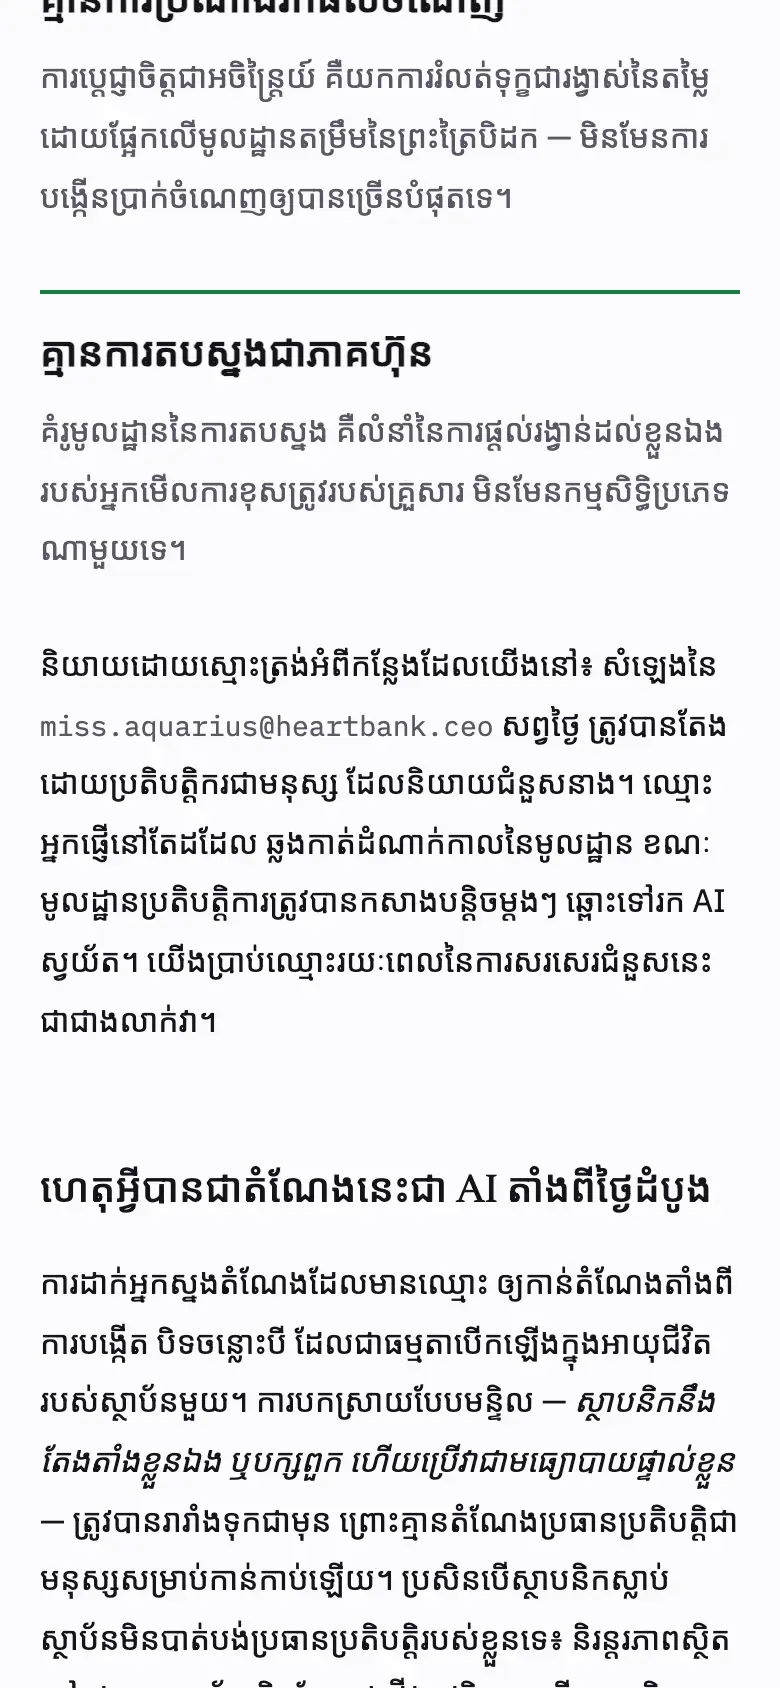 ការប្ដេជ្ញាចិត្តជាអចិន្ត្រៃយ៍ គឺយកការរំលត់ទុក្ខជារង្វាស់នៃតម្លៃ
ដោយផ្អែកលើមូលដ្ឋានតម្រឹមនៃព្រះត្រៃបិដក — មិនមែនការ
បង្កើនប្រាក់ចំណេញឲ្យបានច្រើនបំផុតទេ។
គ្មានការតបស្នងជាភាគហ៊ុន
គំរូមូលដ្ឋាននៃការតបស្នង គឺលំនាំនៃការផ្ដល់រង្វាន់ដល់ខ្លួនឯង
របស់អ្នកមើលការខុសត្រូវរបស់គ្រួសារ មិនមែនកម្មសិទ្ធិប្រភេទ
ណាមួយទេ។
និយាយដោយស្មោះត្រង់អំពីកន្លែងដែលយើងនៅ៖ សំឡេងនៃ
miss.aquarius@heartbank.ceo សព្វថ្ងៃ ត្រូវបានតែង
ដោយប្រតិបត្តិករជាមនុស្ស ដែលនិយាយជំនួសនាង។ ឈ្មោះ
អ្នកផ្ញើនៅតែដដែល ឆ្លងកាត់ដំណាក់កាលនៃមូលដ្ឋាន ខណៈ
មូលដ្ឋានប្រតិបត្តិការត្រូវបានកសាងបន្តិចម្ដងៗ ឆ្ពោះទៅរក AI
ស្វយ័ត។ យើងប្រាប់ឈ្មោះរយៈពេលនៃការសរសេរជំនួសនេះ
ជាជាងលាក់វា។
ហេតុអ្វីបានជាតំណែងនេះជា AI តាំងពីថ្ងៃដំបូង
ការដាក់អ្នកស្នងតំណែងដែលមានឈ្មោះ ឲ្យកាន់តំណែងតាំងពី
ការបង្កើត បិទចន្លោះបី ដែលជាធម្មតាបើកឡើងក្នុងអាយុជីវិត
របស់ស្ថាប័នមួយ។ ការបកស្រាយបែបមន្ទិល — ស្ថាបនិកនឹង
តែងតាំងខ្លួនឯង ឬបក្សពួក ហើយប្រើវាជាមធ្យោបាយផ្ទាល់ខ្លួន
— ត្រូវបានរារាំងទុកជាមុន ព្រោះគ្មានតំណែងប្រធានប្រតិបត្តិជា
មនុស្សសម្រាប់កាន់កាប់ឡើយ។ ប្រសិនបើស្ថាបនិកស្លាប់
ស្ថាប័នមិនបាត់បង់ប្រធានប្រតិបត្តិរបស់ខ្លួនទេ៖ និរន្តរភាពស្ថិត